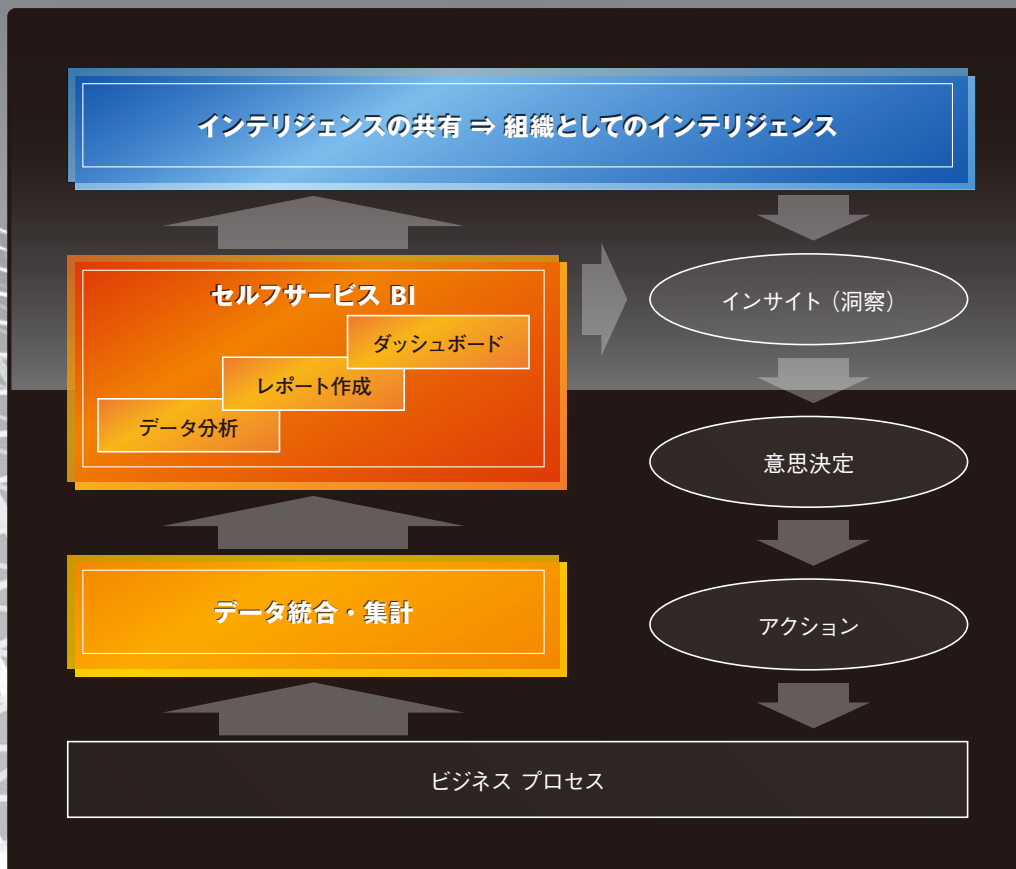 インテリジェンスの共有 ⇒ 組織としてのインテリジェンス
セルフサービス BI
ダッシュボード
レポート作成
データ分析
データ統合・集計
インサイト（洞察）
意思決定
アクション
ビジネス プロセス